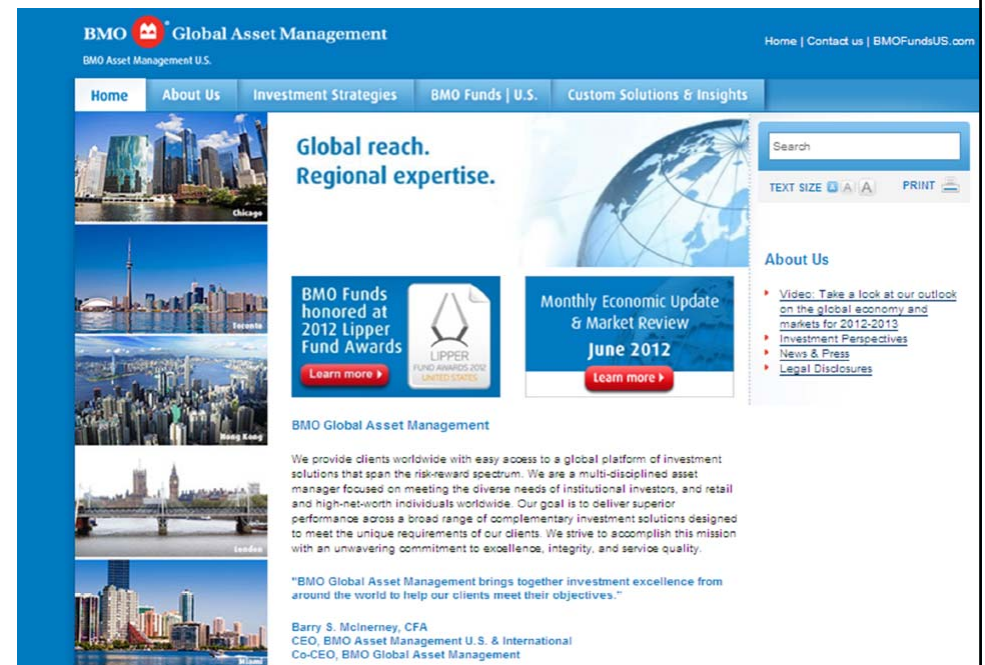 BMO Global Asset Management
BMO Asset Management U.S.
Home | Contact us | BMOFundsUS.com
Home
About Us
Investment Strategies
BMO Funds | U.S.
Custom Solutions & Insights
Chicago
Toronto
Hong Kong
London
Miami
Global reach.
Regional expertise.
BMO Funds
honored at
2012 Lipper
Fund Awards
Learn more
LIPPER
FUND AWARDS 2012
UNITED STATES
Monthly Economic Update
& Market Review
June 2012
Learn more
BMO Global Asset Management
We provide clients worldwide with easy access to a global platform of investment
solutions that span the risk-reward spectrum. We are a multi-disciplined asset
manager focused on meeting the diverse needs of institutional investors, and retail
and high-net-worth individuals worldwide. Our goal is to deliver superior
performance across a broad range of complementary investment solutions designed
to meet the unique requirements of our clients. We strive to accomplish this mission
with an unwavering commitment to excellence, integrity, and service quality.
"BMO Global Asset Management brings together investment excellence from
around the world to help our clients meet their objectives."
Barry S. McInerney, CFA
CEO, BMO Asset Management U.S. & International
Co-CEO, BMO Global Asset Management
Search
TEXT SIZE A A A PRINT
About Us
Video: Take a look at our outlook
on the global economy and
markets for 2012-2013
Investment Perspectives
News & Press
Legal Disclosures